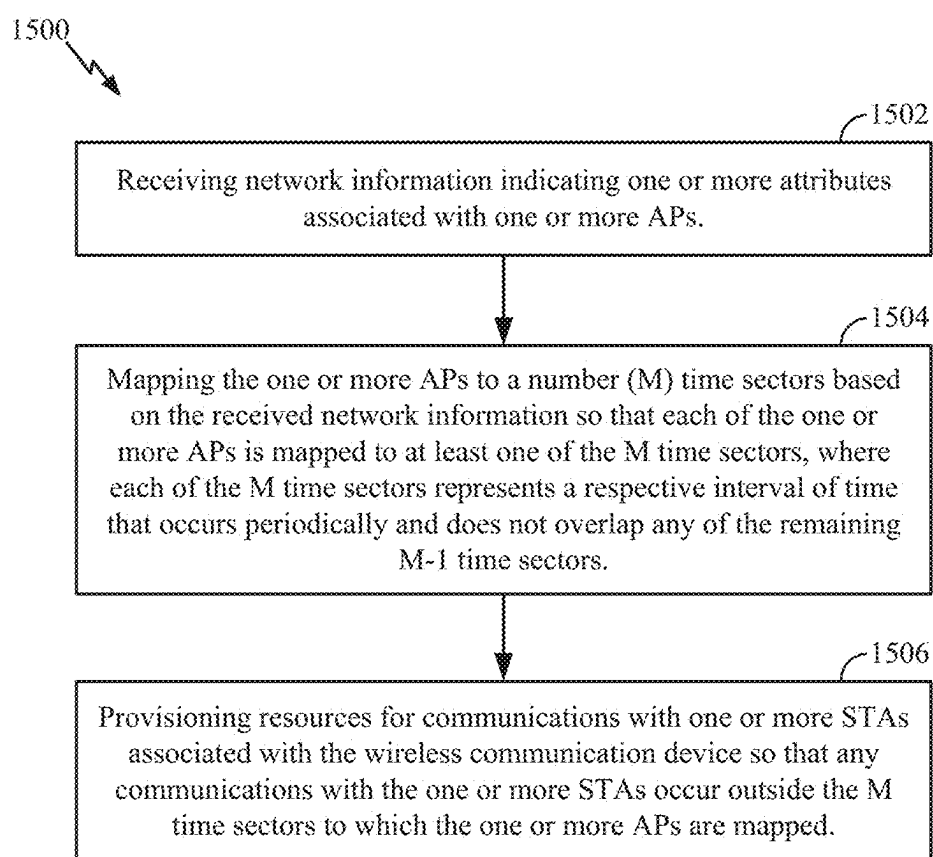 1500
1502
Receiving network information indicating one or more attributes
associated with one or more APs.
1504
Mapping the one or more APs to a number (M) time sectors based
on the received network information so that each of the one or
more APs is mapped to at least one of the M time sectors, where
each of the M time sectors represents a respective interval of time
that occurs periodically and does not overlap any of the remaining
M-1 time sectors.
1506
Provisioning resources for communications with one or more STAs
associated with the wireless communication device so that any
communications with the one or more STAs occur outside the M
time sectors to which the one or more APs are mapped.